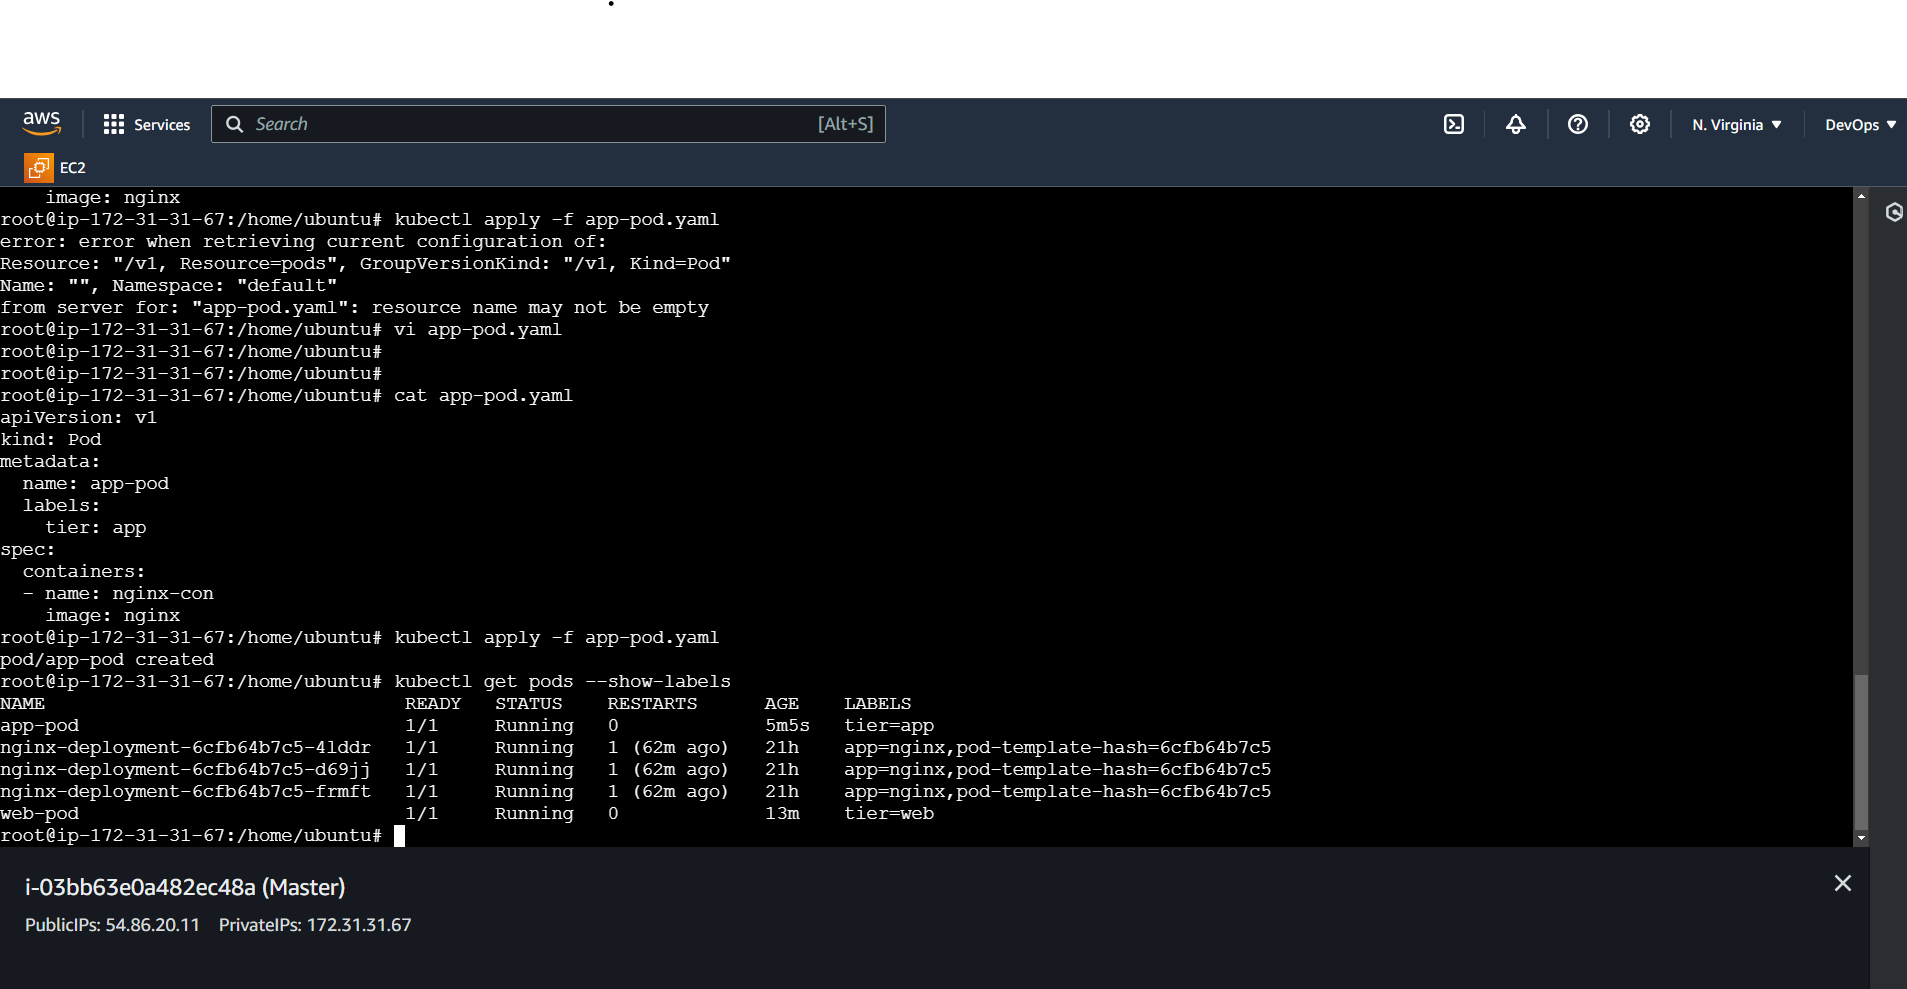 aws Services Search [Alt+S] N. Virginia DevOps
EC2
    image: nginx
root@ip-172-31-31-67:/home/ubuntu# kubectl apply -f app-pod.yaml
error: error when retrieving current configuration of:
Resource: "/v1, Resource=pods", GroupVersionKind: "/v1, Kind=Pod"
Name: "", Namespace: "default"
from server for: "app-pod.yaml": resource name may not be empty
root@ip-172-31-31-67:/home/ubuntu# vi app-pod.yaml
root@ip-172-31-31-67:/home/ubuntu#
root@ip-172-31-31-67:/home/ubuntu#
root@ip-172-31-31-67:/home/ubuntu# cat app-pod.yaml
apiVersion: v1
kind: Pod
metadata:
  name: app-pod
  labels:
    tier: app
spec:
  containers:
  - name: nginx-con
    image: nginx
root@ip-172-31-31-67:/home/ubuntu# kubectl apply -f app-pod.yaml
pod/app-pod created
root@ip-172-31-31-67:/home/ubuntu# kubectl get pods --show-labels
NAME                                READY   STATUS    RESTARTS      AGE    LABELS
app-pod                             1/1     Running   0             5m5s   tier=app
nginx-deployment-6cfb64b7c5-4lddr   1/1     Running   1 (62m ago)   21h    app=nginx,pod-template-hash=6cfb64b7c5
nginx-deployment-6cfb64b7c5-d69jj   1/1     Running   1 (62m ago)   21h    app=nginx,pod-template-hash=6cfb64b7c5
nginx-deployment-6cfb64b7c5-frmft   1/1     Running   1 (62m ago)   21h    app=nginx,pod-template-hash=6cfb64b7c5
web-pod                             1/1     Running   0             13m    tier=web
root@ip-172-31-31-67:/home/ubuntu#
i-03bb63e0a482ec48a (Master)
PublicIPs: 54.86.20.11 PrivateIPs: 172.31.31.67